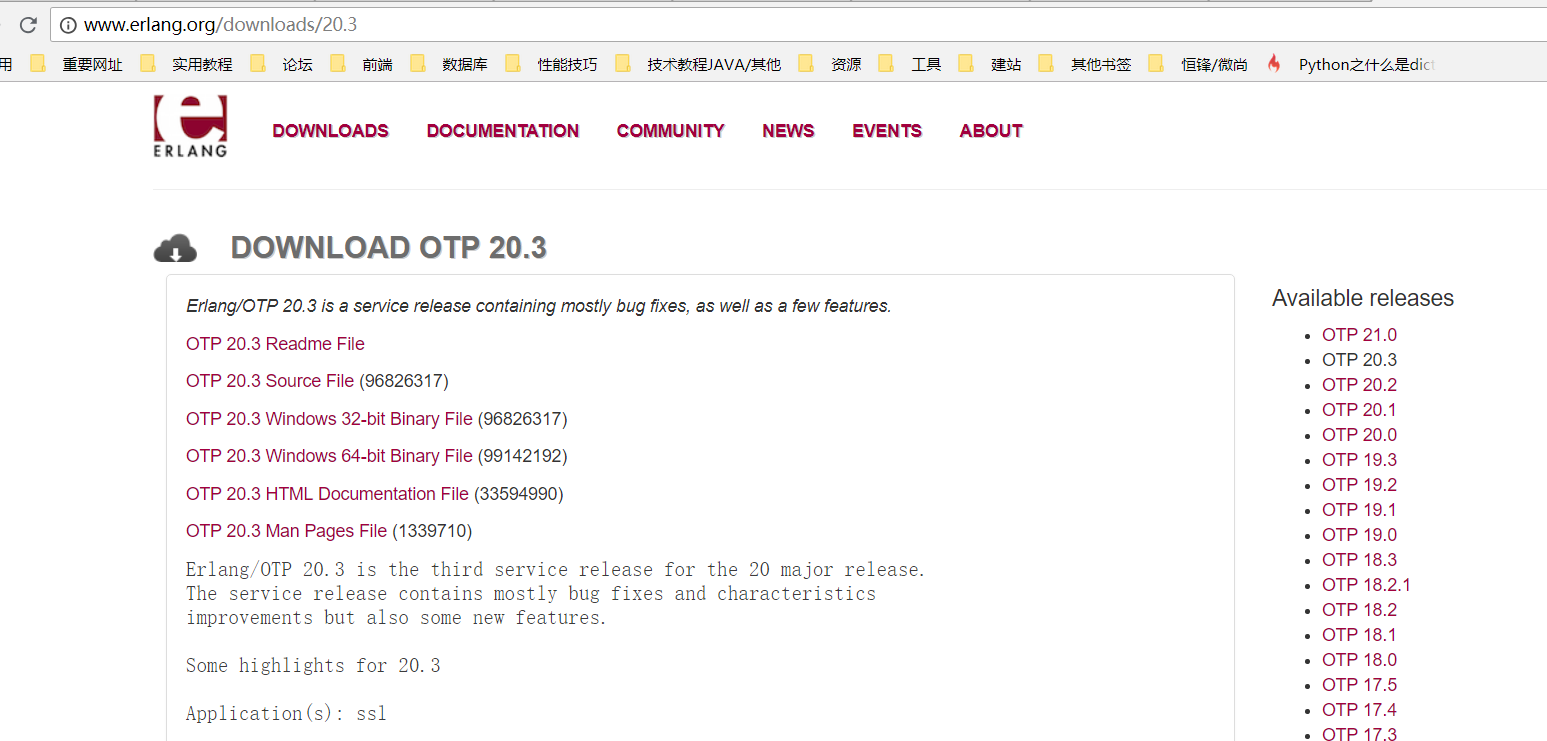 www.erlang.org/downloads/20.3
用 重要网址 实用教程 论坛 前端 数据库 性能技巧 技术教程JAVA/其他 资源 工具 建站 其他书签 恒锋/微尚 Python之什么是dict
ERLANG
DOWNLOADS DOCUMENTATION COMMUNITY NEWS EVENTS ABOUT
DOWNLOAD OTP 20.3
Erlang/OTP 20.3 is a service release containing mostly bug fixes, as well as a few features.
OTP 20.3 Readme File
OTP 20.3 Source File (96826317)
OTP 20.3 Windows 32-bit Binary File (96826317)
OTP 20.3 Windows 64-bit Binary File (99142192)
OTP 20.3 HTML Documentation File (33594990)
OTP 20.3 Man Pages File (1339710)
Erlang/OTP 20.3 is the third service release for the 20 major release.
The service release contains mostly bug fixes and characteristics
improvements but also some new features.
Some highlights for 20.3
Application(s): ssl
Available releases
OTP 21.0
OTP 20.3
OTP 20.2
OTP 20.1
OTP 20.0
OTP 19.3
OTP 19.2
OTP 19.1
OTP 19.0
OTP 18.3
OTP 18.2.1
OTP 18.2
OTP 18.1
OTP 18.0
OTP 17.5
OTP 17.4
OTP 17.3